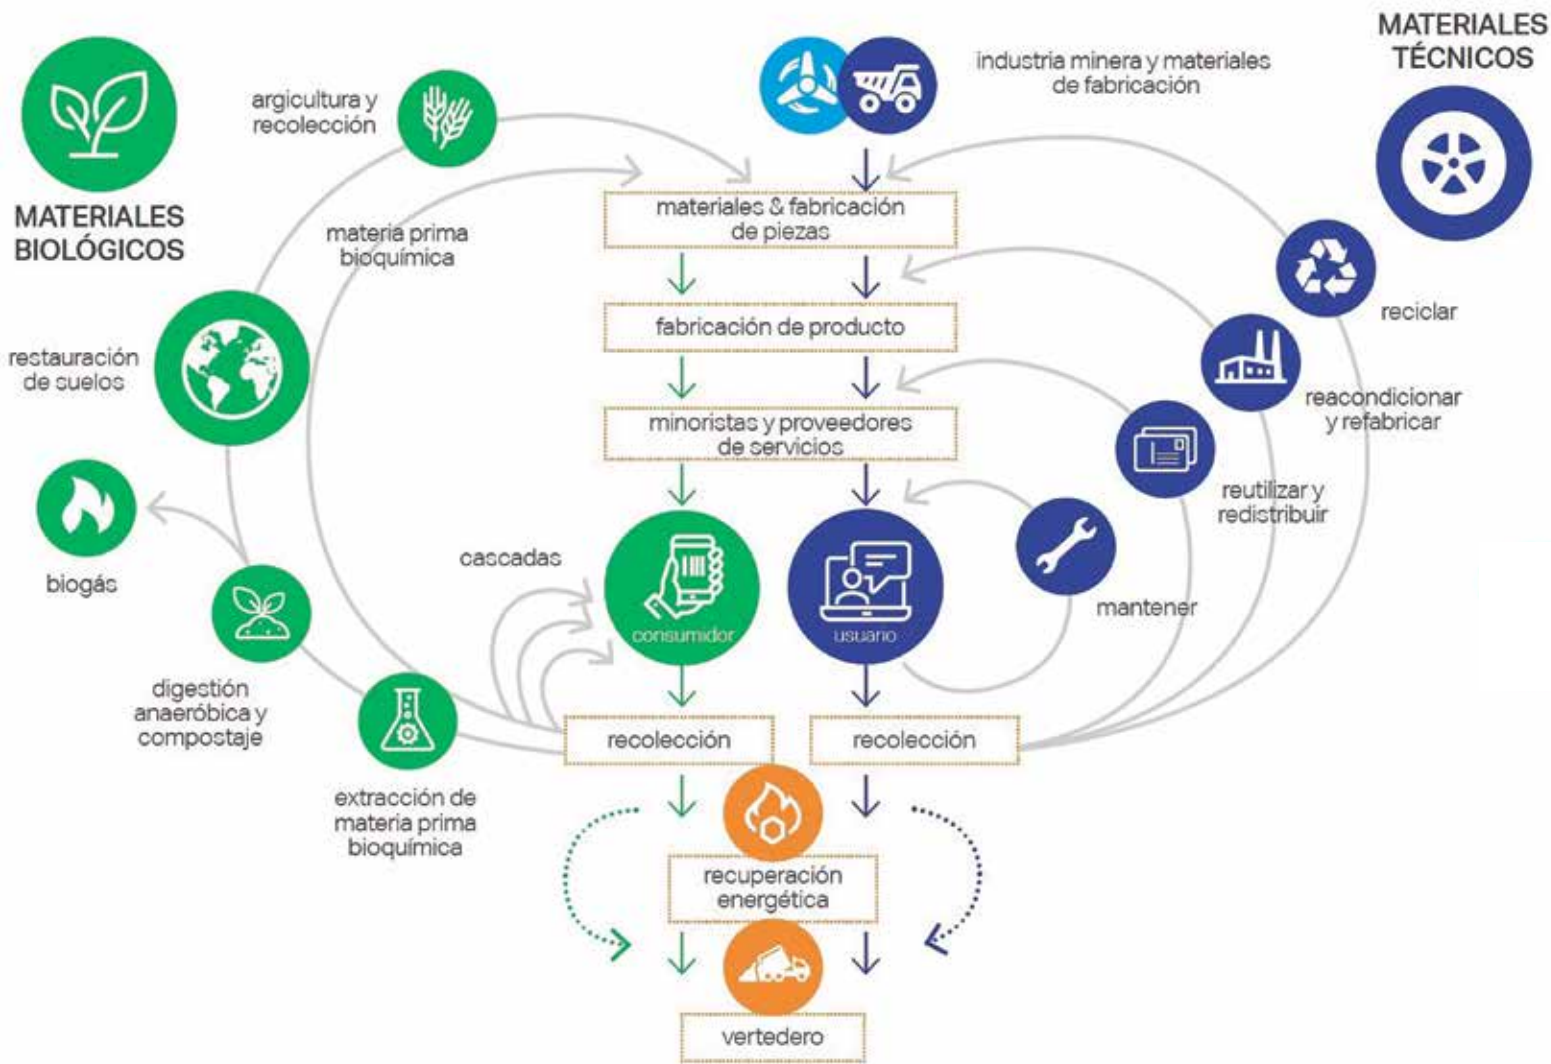 MATERIALES
TÉCNICOS
industria minera y materiales
de fabricación
argicultura y
recolección
MATERIALES
BIOLÓGICOS
materiales & fabricación
de piezas
materia prima
bioquímica
reciclar
fabricación de producto
restauración
de suelos
reacondicionar
y refabricar
minoristas y proveedores
de servicios
reutilizar y
redistribuir
cascadas
biogás
mantener
consumidor
usuario
digestión
anaeróbica y
compostaje
recolección
recolección
extracción de
materia prima
bioquímica
recuperación
energética
vertedero